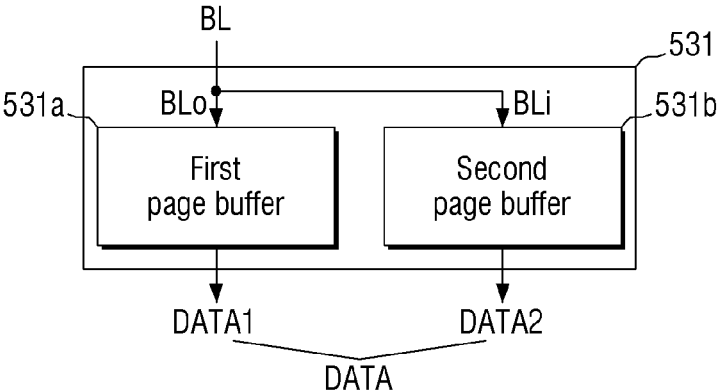 BL
531
531a
BLo
BLi
531b
First
page buffer
Second
page buffer
DATA1
DATA2
DATA